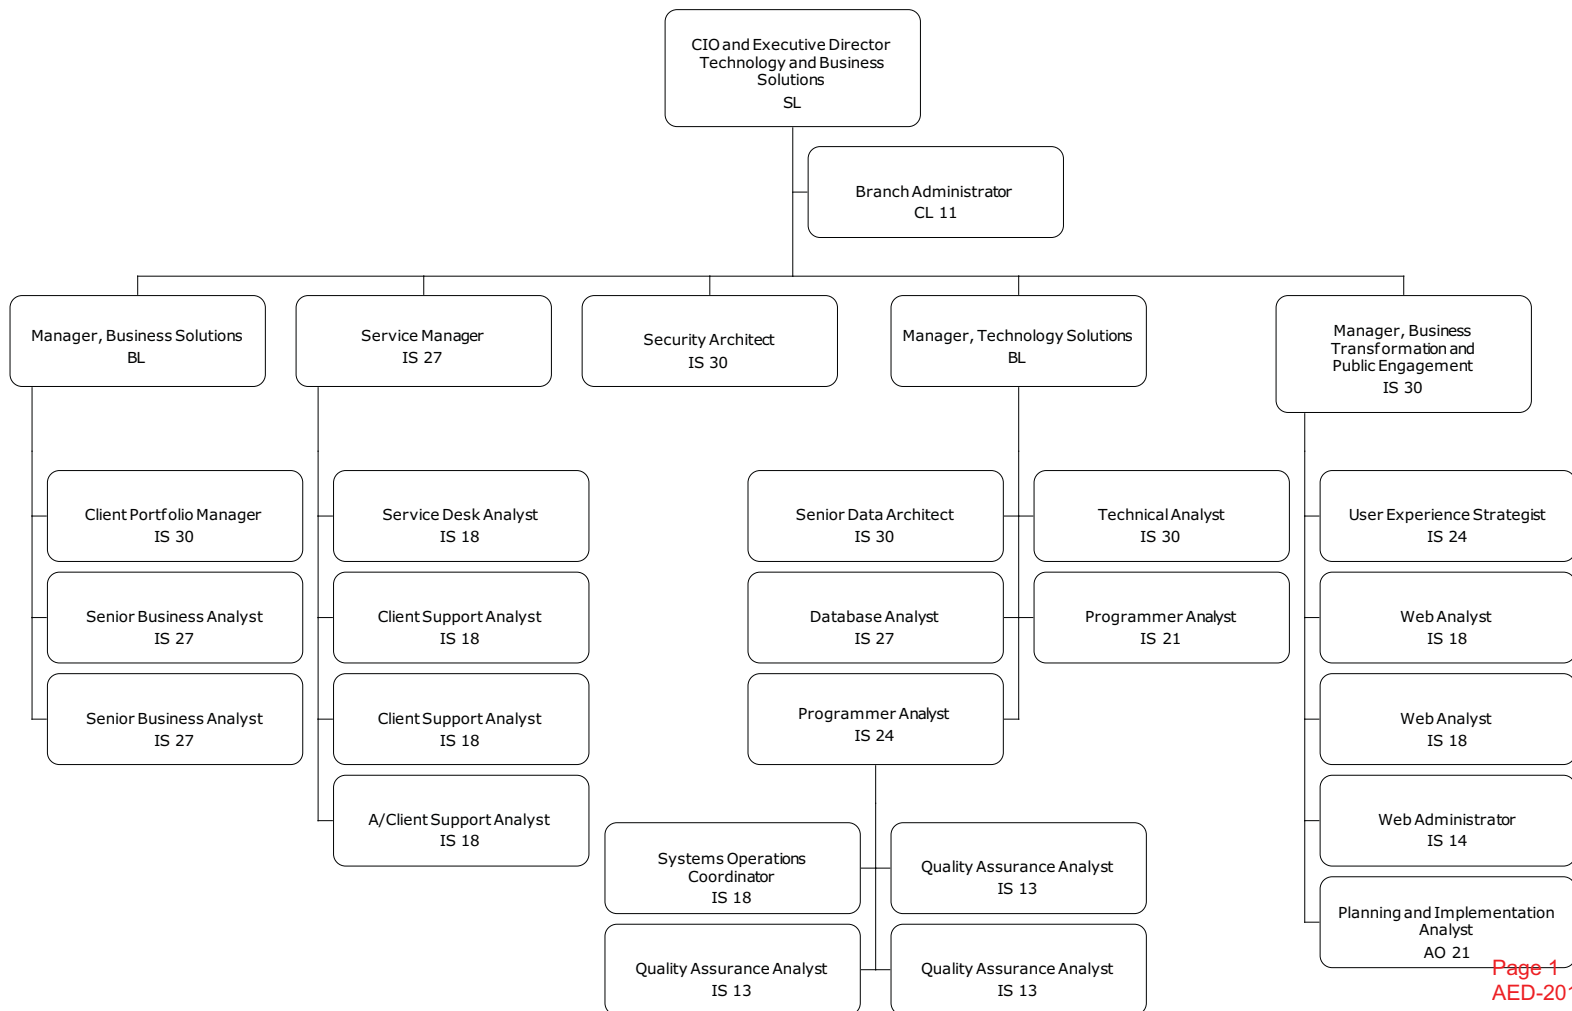 CIO and Executive Director
Technology and Business
Solutions
SL
Branch Administrator
CL 11
Manager, Business Solutions
BL
Service Manager
IS 27
Security Architect
IS 30
Manager, Technology Solutions
BL
Manager, Business
Transformation and
Public Engagement
IS 30
Client Portfolio Manager
IS 30
Service Desk Analyst
IS 18
Senior Data Architect
IS 30
Technical Analyst
IS 30
User Experience Strategist
IS 24
Senior Business Analyst
IS 27
Client Support Analyst
IS 18
Database Analyst
IS 27
Programmer Analyst
IS 21
Web Analyst
IS 18
Senior Business Analyst
IS 27
Client Support Analyst
IS 18
Programmer Analyst
IS 24
Web Analyst
IS 18
A/Client Support Analyst
IS 18
Web Administrator
IS 14
Systems Operations
Coordinator
IS 18
Quality Assurance Analyst
IS 13
Planning and Implementation
Analyst
AO 21
Quality Assurance Analyst
IS 13
Quality Assurance Analyst
IS 13
Page 1
AED-201